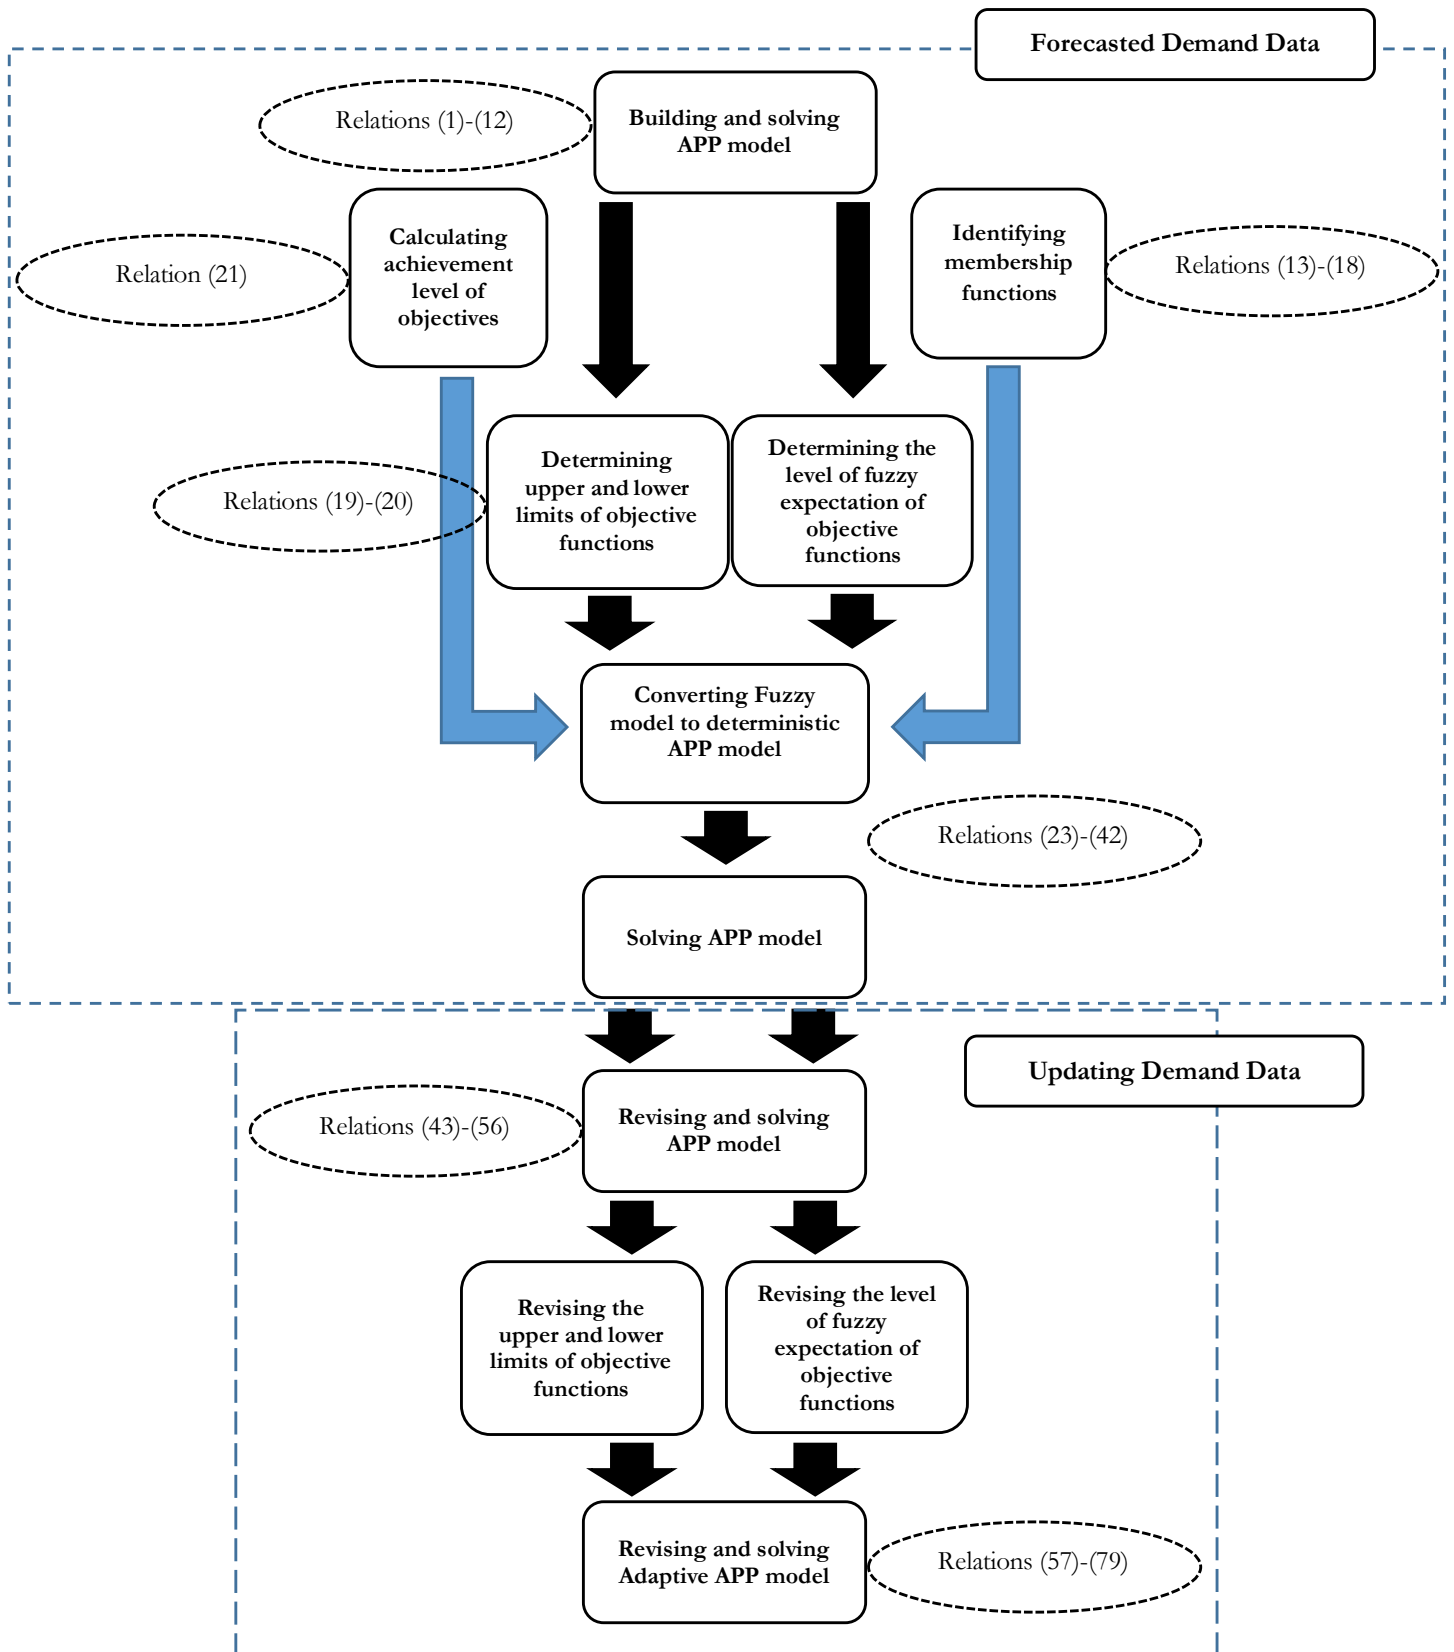 Forecasted Demand Data
Relations (1)-(12)
Building and solving
APP model
Calculating
achievement
level of
objectives
Identifying
membership
functions
Relation (21)
Relations (13)-(18)
Determining
upper and lower
limits of objective
functions
Determining the
level of fuzzy
expectation of
objective
functions
Relations (19)-(20)
Converting Fuzzy
model to deterministic
APP model
Relations (23)-(42)
Solving APP model
Updating Demand Data
Relations (43)-(56)
Revising and solving
APP model
Revising the
upper and lower
limits of objective
functions
Revising the level
of fuzzy
expectation of
objective
functions
Revising and solving
Adaptive APP model
Relations (57)-(79)